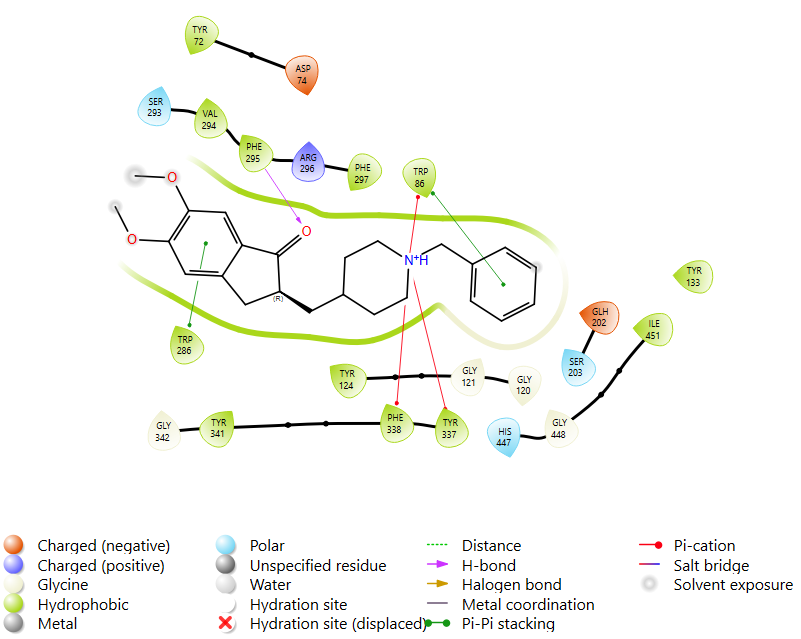 TYR
72
ASP
74
SER
293
VAL
294
PHE
295
ARG
296
PHE
297
TRP
86
O
O
O
N⁺H
(R)
TYR
133
GLH
202
ILE
451
SER
203
TRP
286
TYR
124
GLY
121
GLY
120
GLY
342
TYR
341
PHE
338
TYR
337
HIS
447
GLY
448
Charged (negative)
Charged (positive)
Glycine
Hydrophobic
Metal
Polar
Unspecified residue
Water
Hydration site
Hydration site (displaced)
Distance
H-bond
Halogen bond
Metal coordination
Pi-Pi stacking
Pi-cation
Salt bridge
Solvent exposure